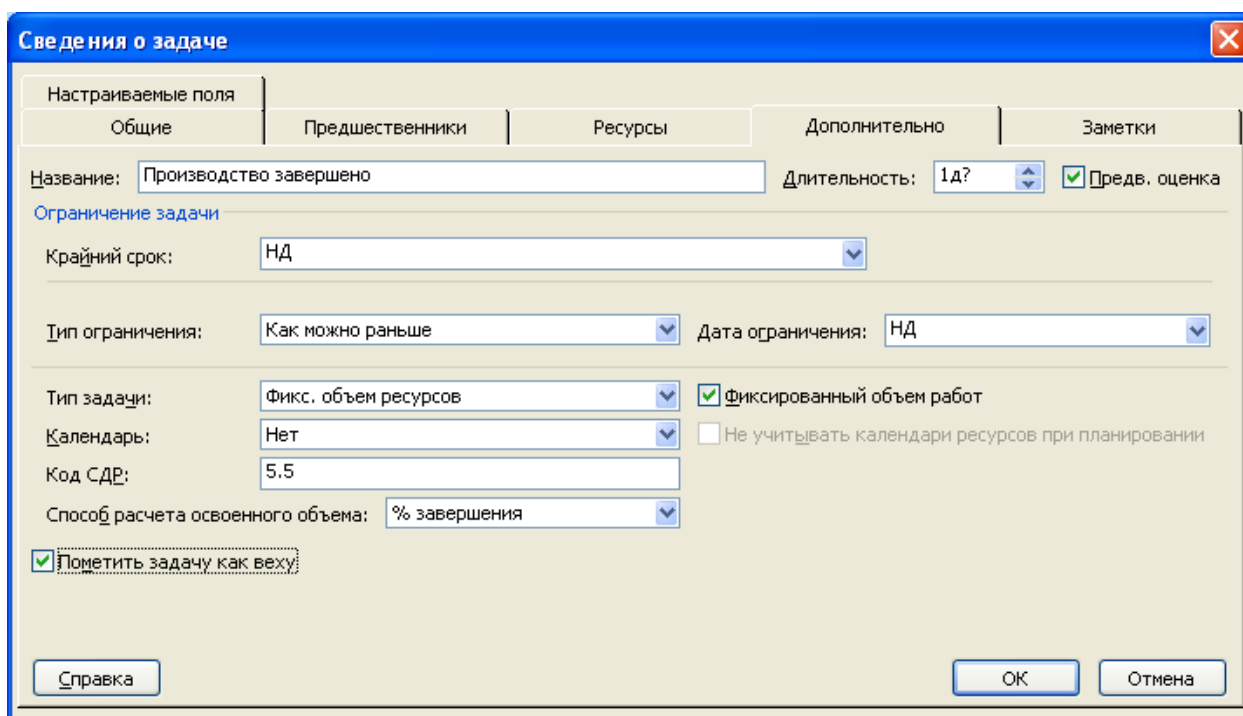 Сведения о задаче
Настраиваемые поля
Общие Предшественники Ресурсы Дополнительно Заметки
Название: Производство завершено Длительность: 1д? Предв. оценка
Ограничение задачи
Крайний срок: НД
Тип ограничения: Как можно раньше Дата ограничения: НД
Тип задачи: Фикс. объем ресурсов Фиксированный объем работ
Календарь: Нет Не учитывать календари ресурсов при планировании
Код СДР: 5.5
Способ расчета освоенного объема: % завершения
Пометить задачу как веху
Справка ОК Отмена